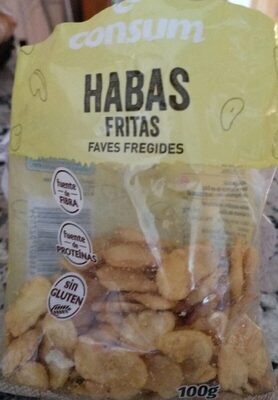 consum
HABAS
FRITAS
FAVES FREGIDES
fuente de
FIBRA
fuente de
PROTEÍNAS
sin
GLUTEN
100g